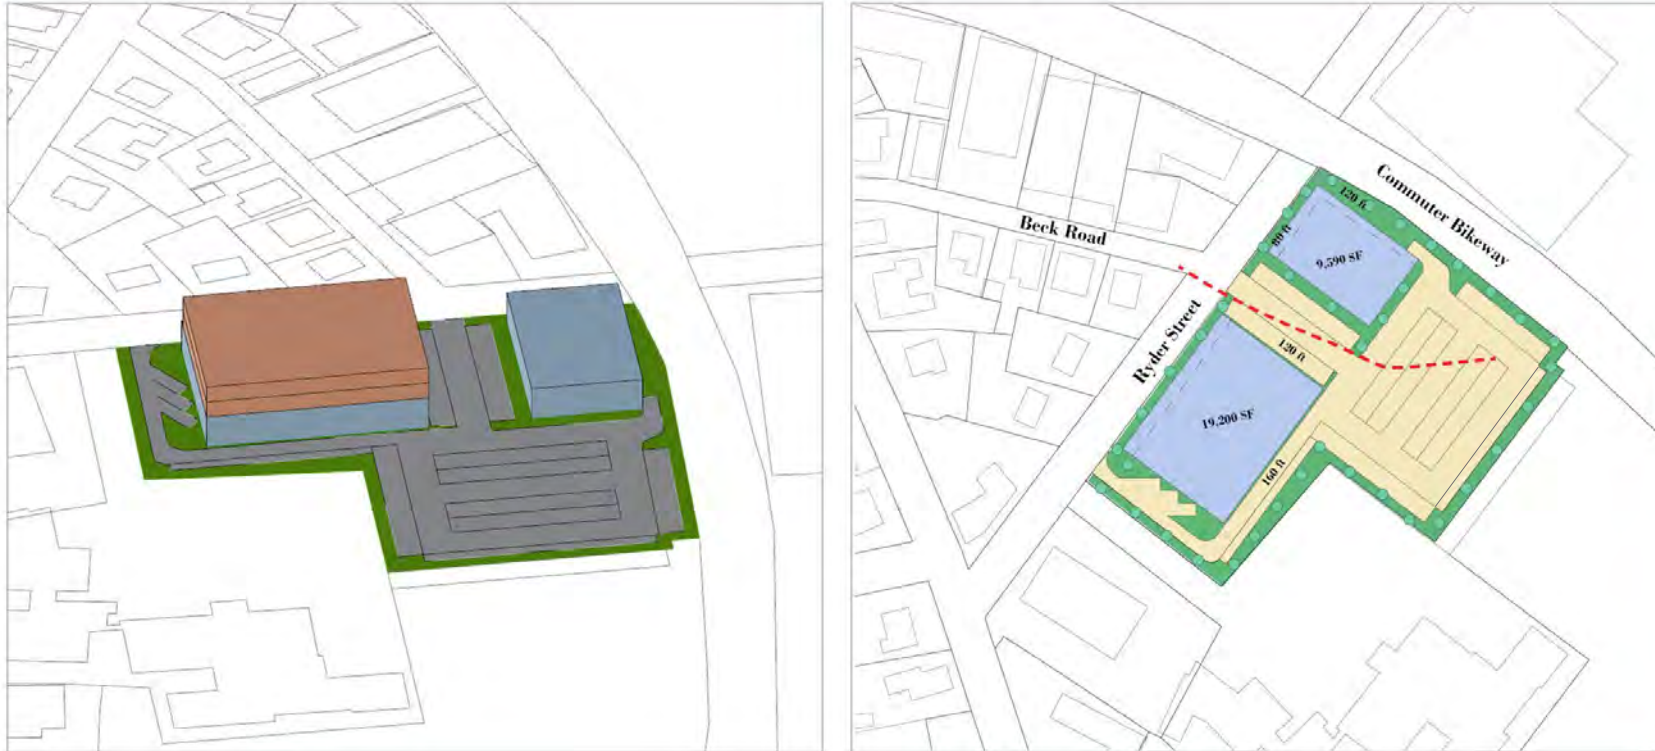 Commuter Bikeway
120 ft
80 ft
9,590 SF
Beck Road
Ryder Street
120 ft
19,200 SF
160 ft